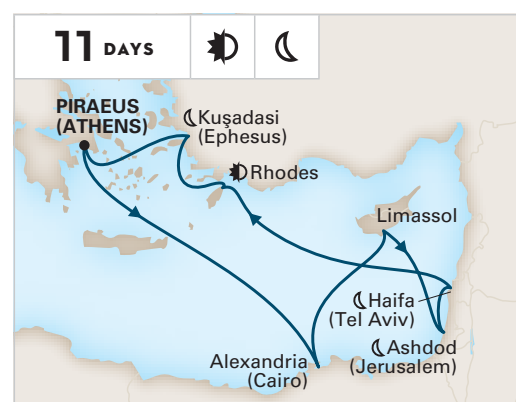 11 DAYS
PIRAEUS
(ATHENS)
Kuşadasi
(Ephesus)
Rhodes
Limassol
Haifa
(Tel Aviv)
Ashdod
(Jerusalem)
Alexandria
(Cairo)